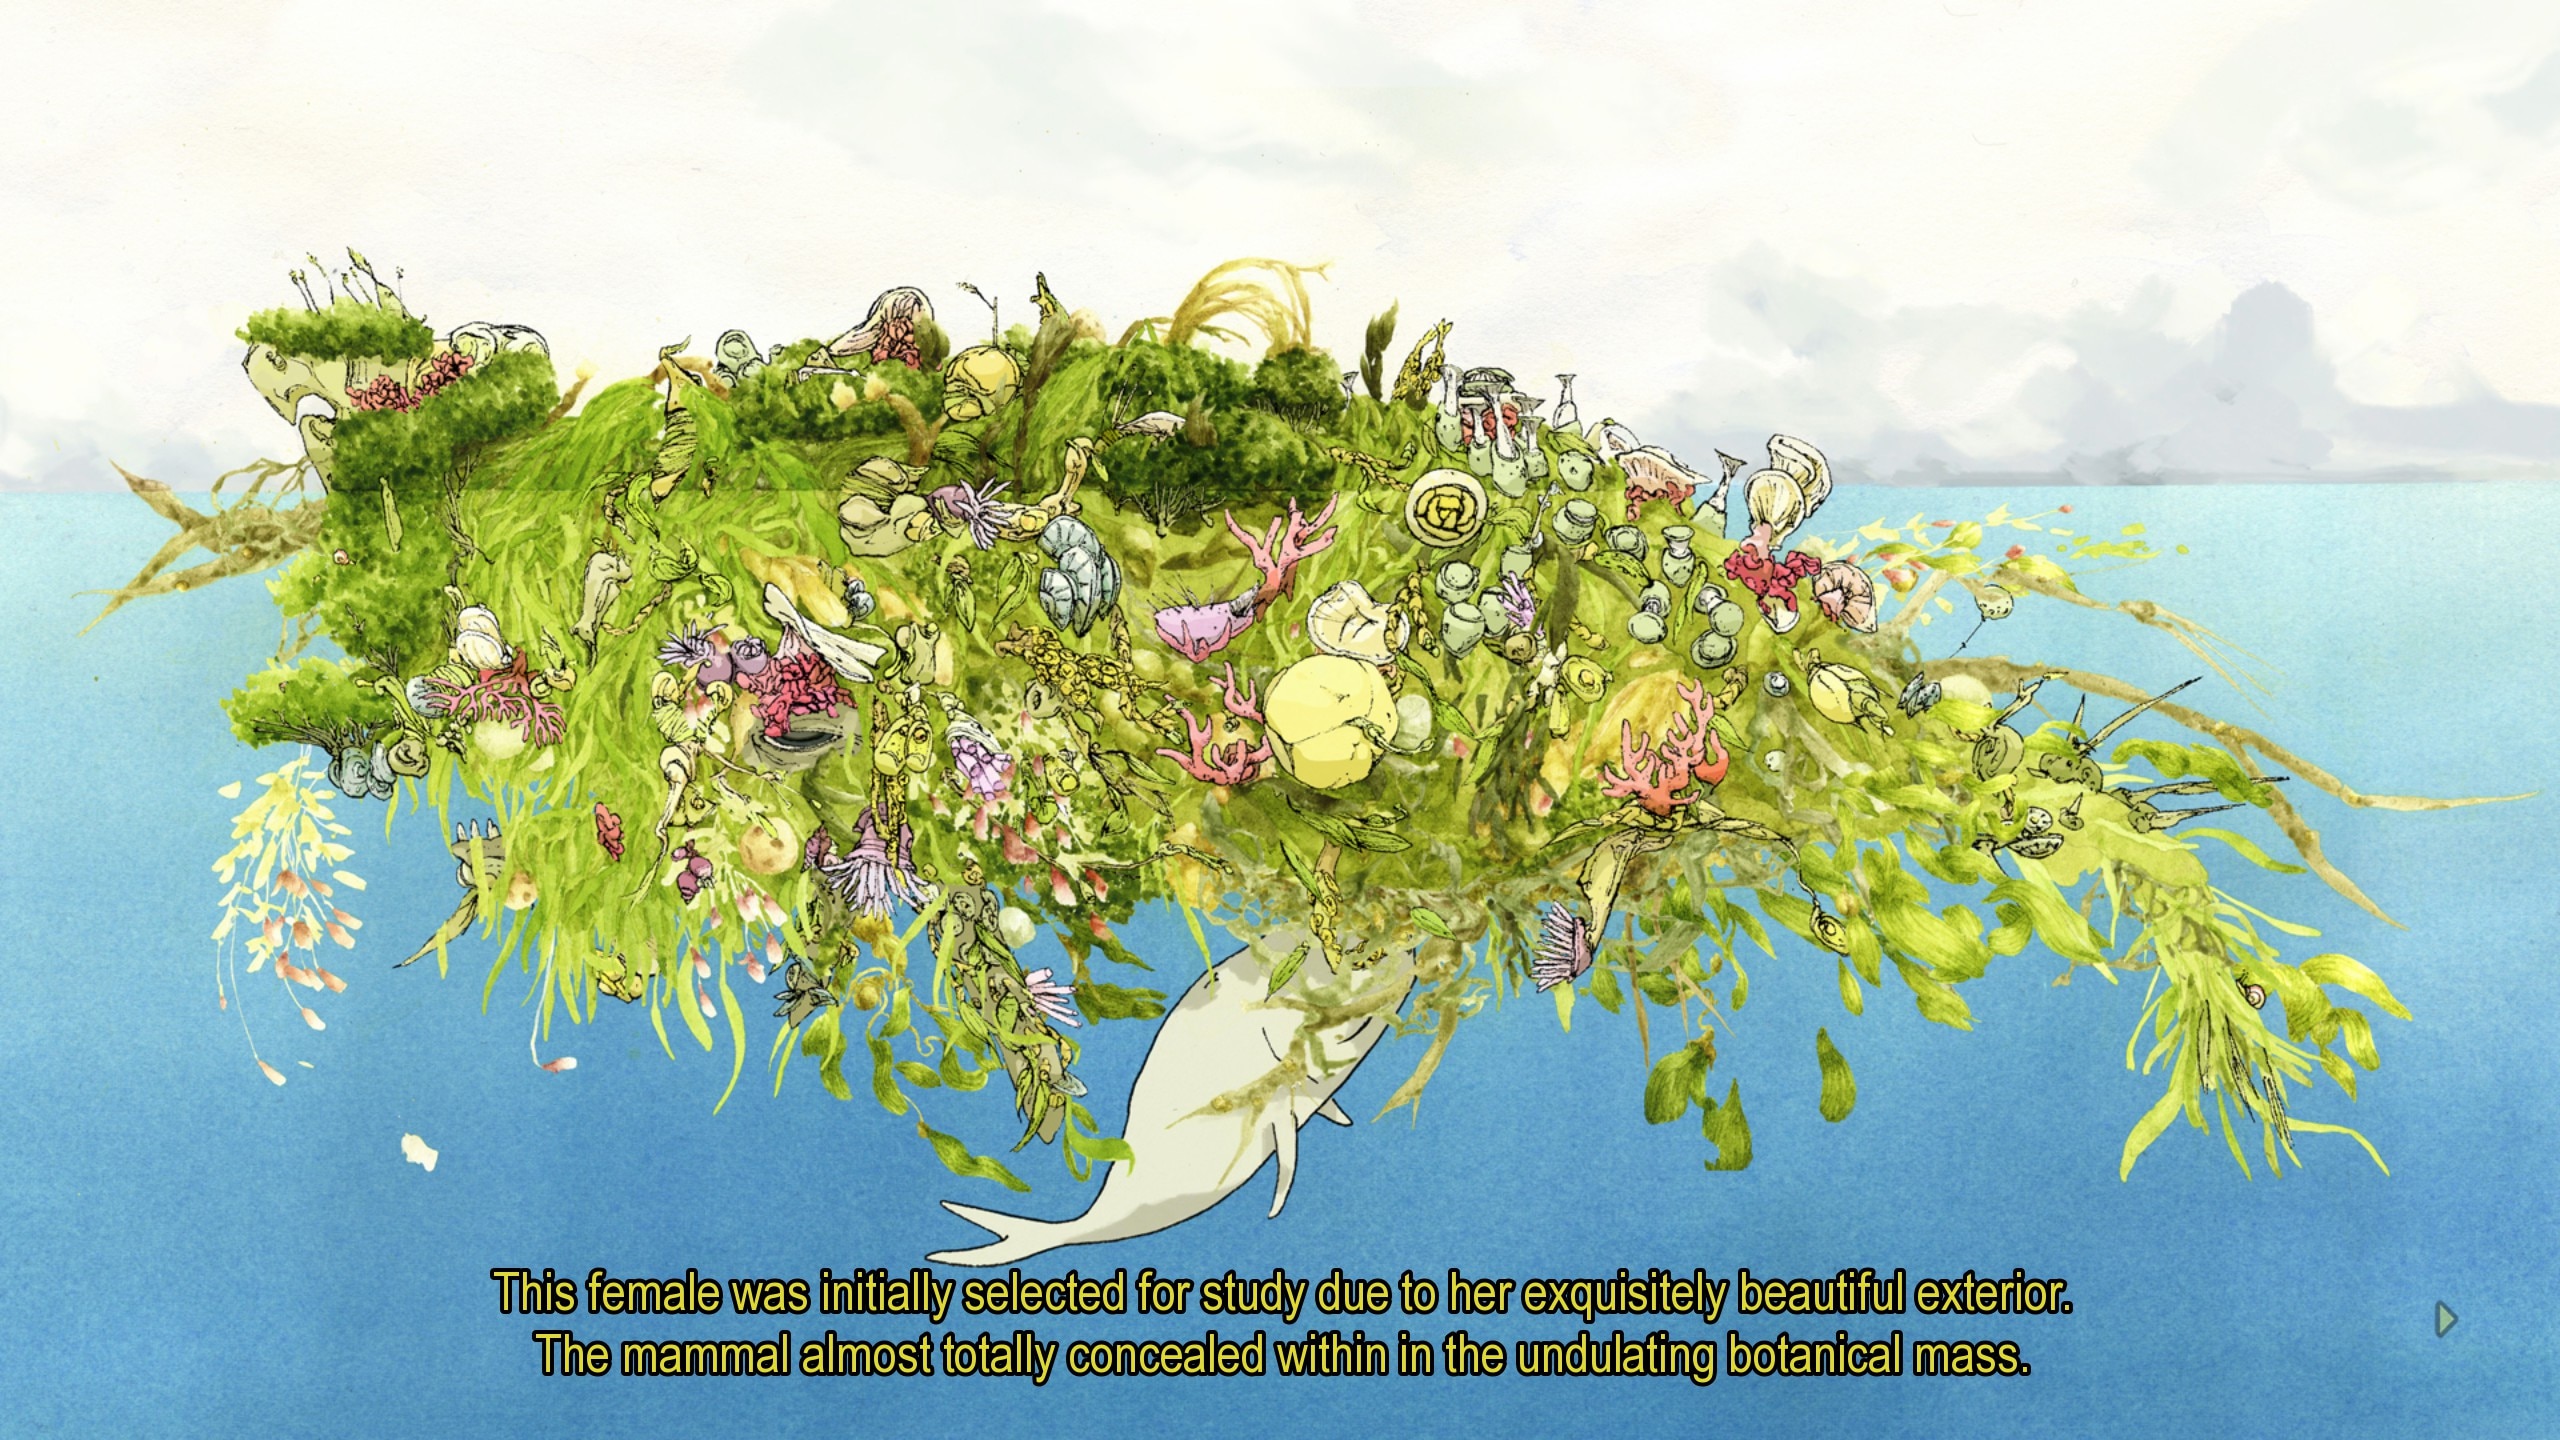 This female was initially selected for study due to her exquisitely beautiful exterior.
The mammal almost totally concealed within in the undulating botanical mass.